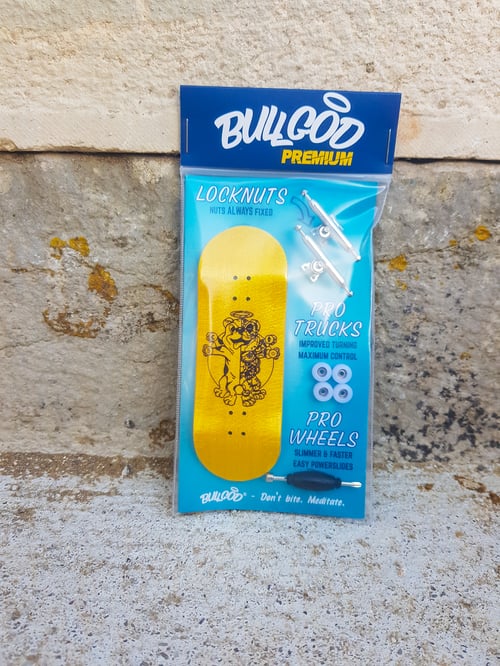 BULLGOD
PREMIUM
LOCKNUTS
NUTS ALWAYS FIXED
PRO
TRUCKS
IMPROVED TURNING
MAXIMUM CONTROL
PRO
WHEELS
SLIMMER & FASTER
EASY POWERSLIDES
BULLGOD® - Don't bite. Meditate.